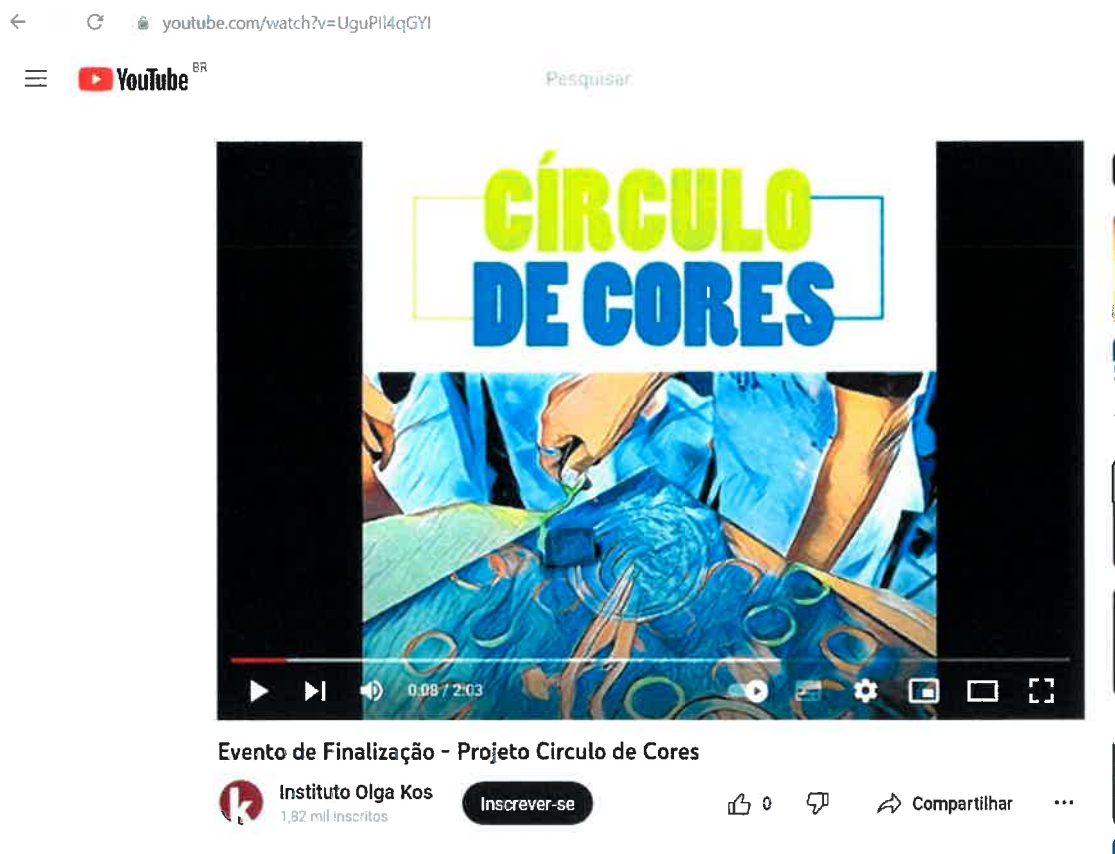 youtube.com/watch?v=UguPIl4qGYI
YouTube BR
Pesquisar
CÍRCULO
DE CORES
0:08 / 2:03
Evento de Finalização - Projeto Circulo de Cores
Instituto Olga Kos
1,82 mil inscritos
Inscrever-se
0
Compartilhar